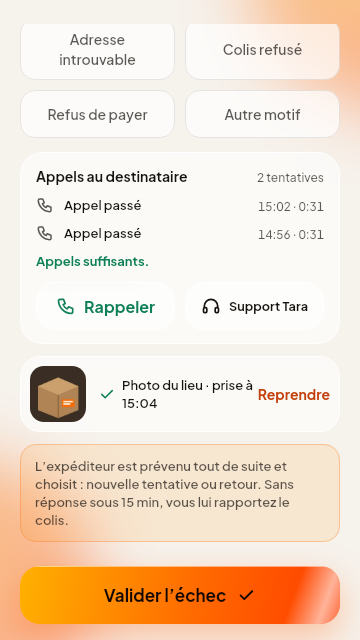 Adresse
introuvable
Colis refusé
Refus de payer
Autre motif
Appels au destinataire
2 tentatives
Appel passé
15:02 · 0:31
Appel passé
14:56 · 0:31
Appels suffisants.
Rappeler
Support Tara
Photo du lieu · prise à
15:04
Reprendre
L’expéditeur est prévenu tout de suite et
choisit : nouvelle tentative ou retour. Sans
réponse sous 15 min, vous lui rapportez le
colis.
Valider l’échec